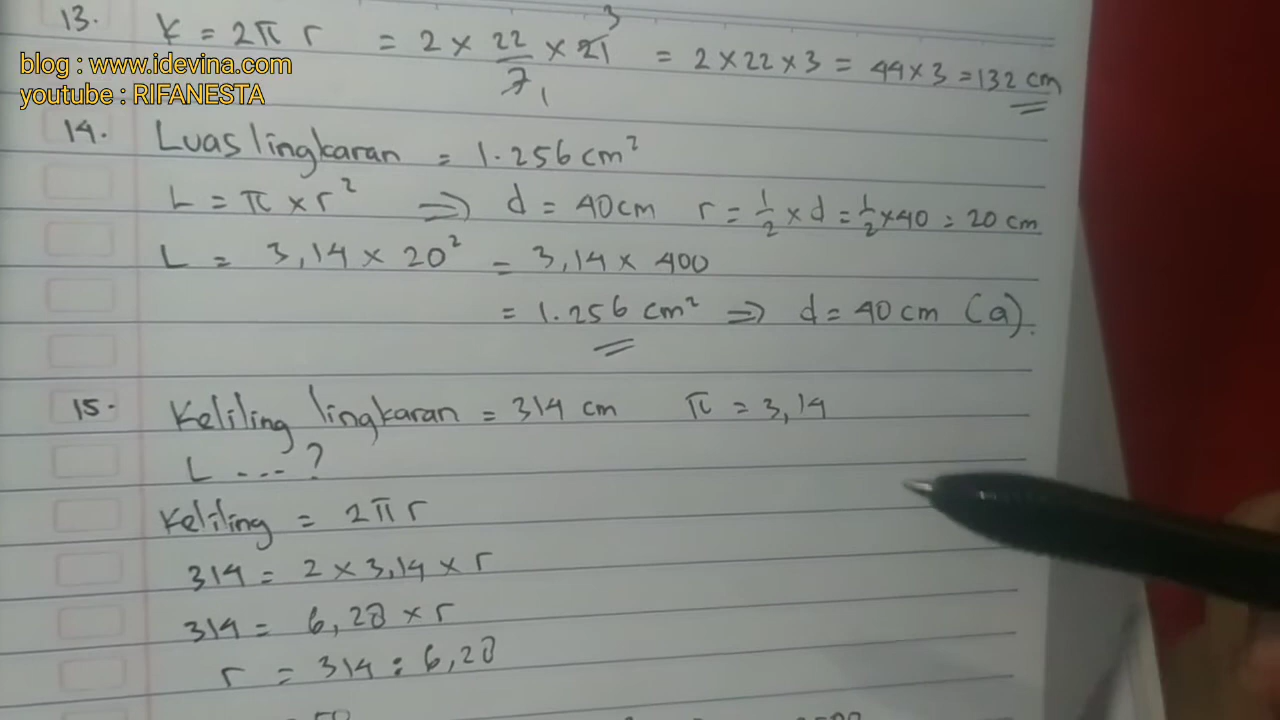 13. K = 2π r = 2 × 22/7 1 × 21 3 = 2 × 22 × 3 = 44 × 3 = 132 cm
blog : www.idevina.com
youtube : RIFANESTA
14. Luas lingkaran = 1.256 cm²
L = π × r² ⇒ d = 40 cm r = 1/2 × d = 1/2 × 40 = 20 cm
L = 3,14 × 20² = 3,14 × 400
= 1.256 cm² ⇒ d = 40 cm (a).
15. Keliling lingkaran = 314 cm π = 3,14
L ...?
Keliling = 2π r
314 = 2 × 3,14 × r
314 = 6,28 × r
r = 314 : 6,28